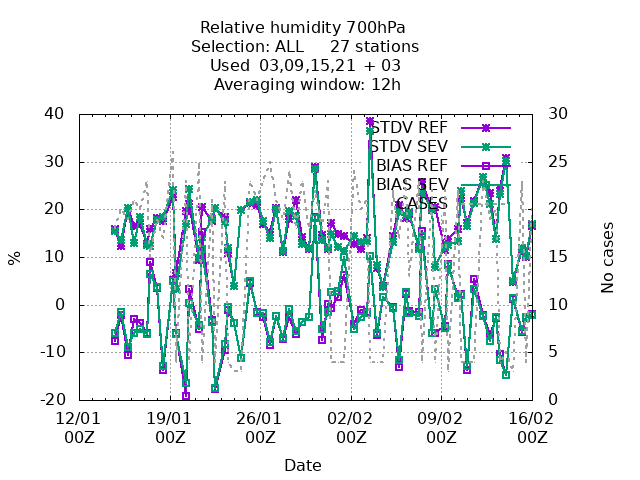 Relative humidity 700hPa
Selection: ALL 27 stations
Used 03,09,15,21 + 03
Averaging window: 12h
40 30
STDV REF
STDV SEV
30 25
BIAS REF
BIAS SEV
20 CASES 20
% 10 15 No cases
0 10
-10 5
-20 0
12/01 19/01 26/01 02/02 09/02 16/02
00Z 00Z 00Z 00Z 00Z 00Z
Date